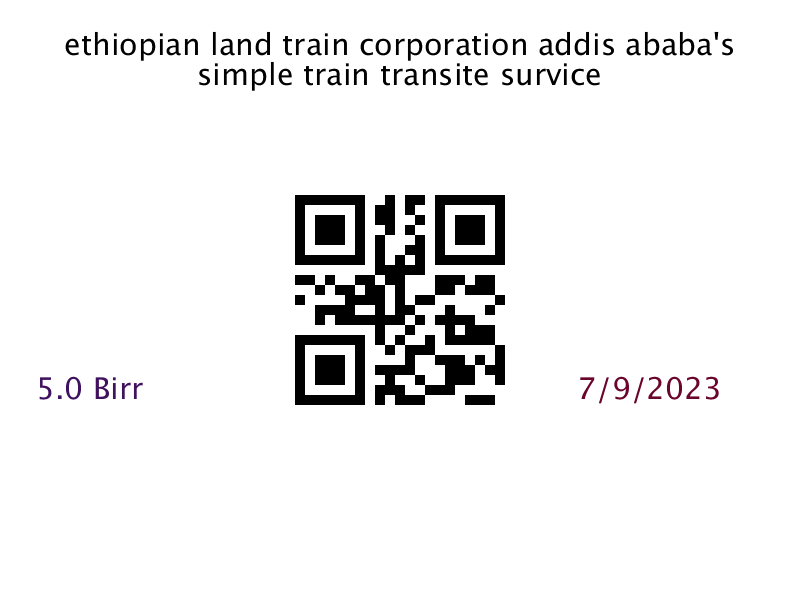 ethiopian land train corporation addis ababa's
simple train transite survice
5.0 Birr
7/9/2023